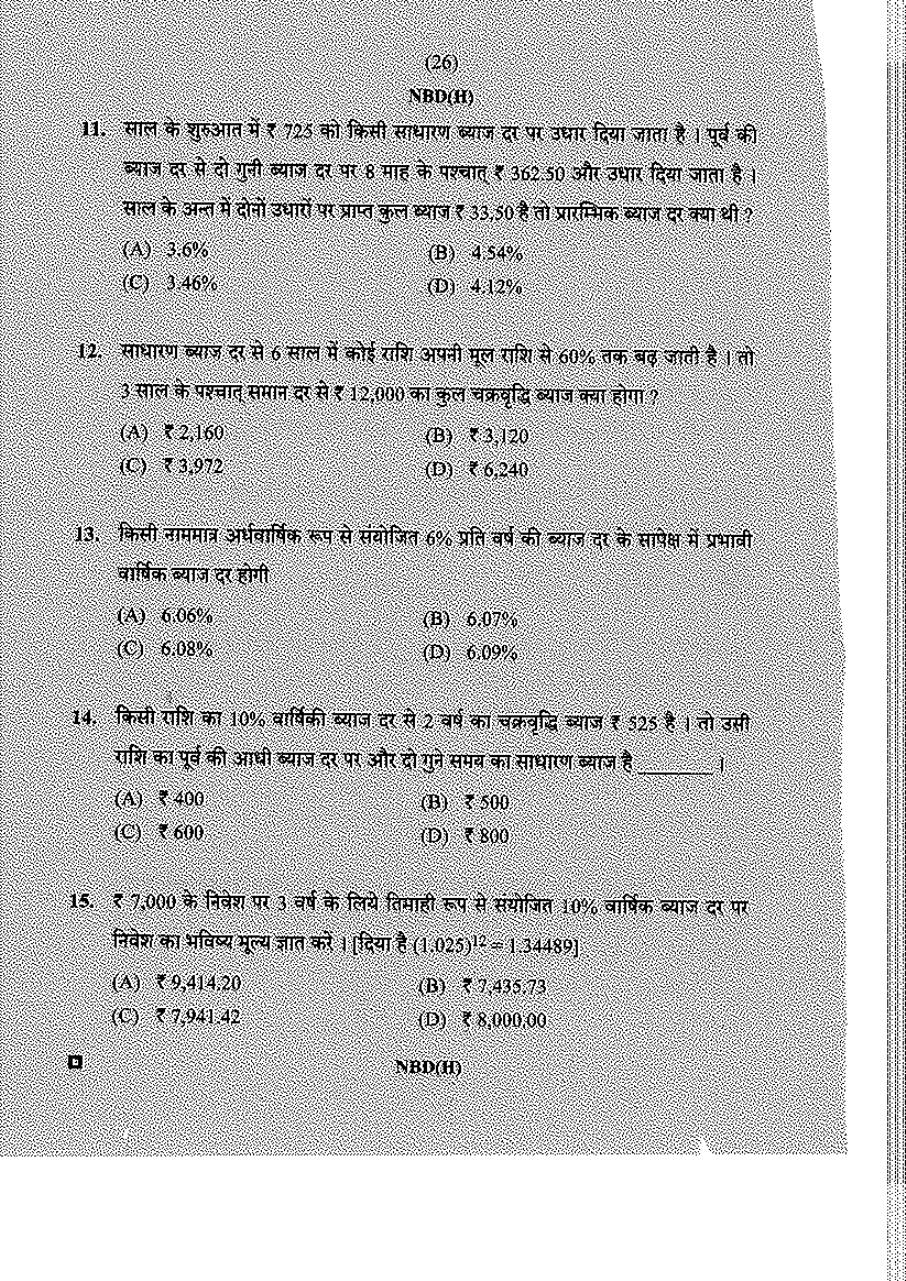 (26)
NBD(H)
11. साल के शुरुआत में ₹ 725 को किसी साधारण ब्याज दर पर उधार दिया जाता है । पूर्व की
ब्याज दर से दो गुनी ब्याज दर पर 8 माह के पश्चात् ₹ 362.50 और उधार दिया जाता है ।
साल के अन्त में दोनों उधारों पर प्राप्त कुल ब्याज ₹ 33.50 है तो प्रारम्भिक ब्याज दर क्या थी ?
(A) 3.6% (B) 4.54%
(C) 3.46% (D) 4.12%
12. साधारण ब्याज दर से 6 साल में कोई राशि अपनी मूल राशि से 60% तक बढ़ जाती है । तो
3 साल के पश्चात् समान दर से ₹ 12,000 का कुल चक्रवृद्धि ब्याज क्या होगा ?
(A) ₹ 2,160 (B) ₹ 3,120
(C) ₹ 3,972 (D) ₹ 6,240
13. किसी नाममात्र अर्धवार्षिक रूप से संयोजित 6% प्रति वर्ष की ब्याज दर के सापेक्ष में प्रभावी
वार्षिक ब्याज दर होगी
(A) 6.06% (B) 6.07%
(C) 6.08% (D) 6.09%
14. किसी राशि का 10% वार्षिकी ब्याज दर से 2 वर्ष का चक्रवृद्धि ब्याज ₹ 525 है । तो उसी
राशि का पूर्व की आधी ब्याज दर पर और दो गुने समय का साधारण ब्याज है ________ ।
(A) ₹ 400 (B) ₹ 500
(C) ₹ 600 (D) ₹ 800
15. ₹ 7,000 के निवेश पर 3 वर्ष के लिये तिमाही रूप से संयोजित 10% वार्षिक ब्याज दर पर
निवेश का भविष्य मूल्य ज्ञात करें । [दिया है (1.025)¹² = 1.34489]
(A) ₹ 9,414.20 (B) ₹ 7,435.73
(C) ₹ 7,941.42 (D) ₹ 8,000.00
NBD(H)